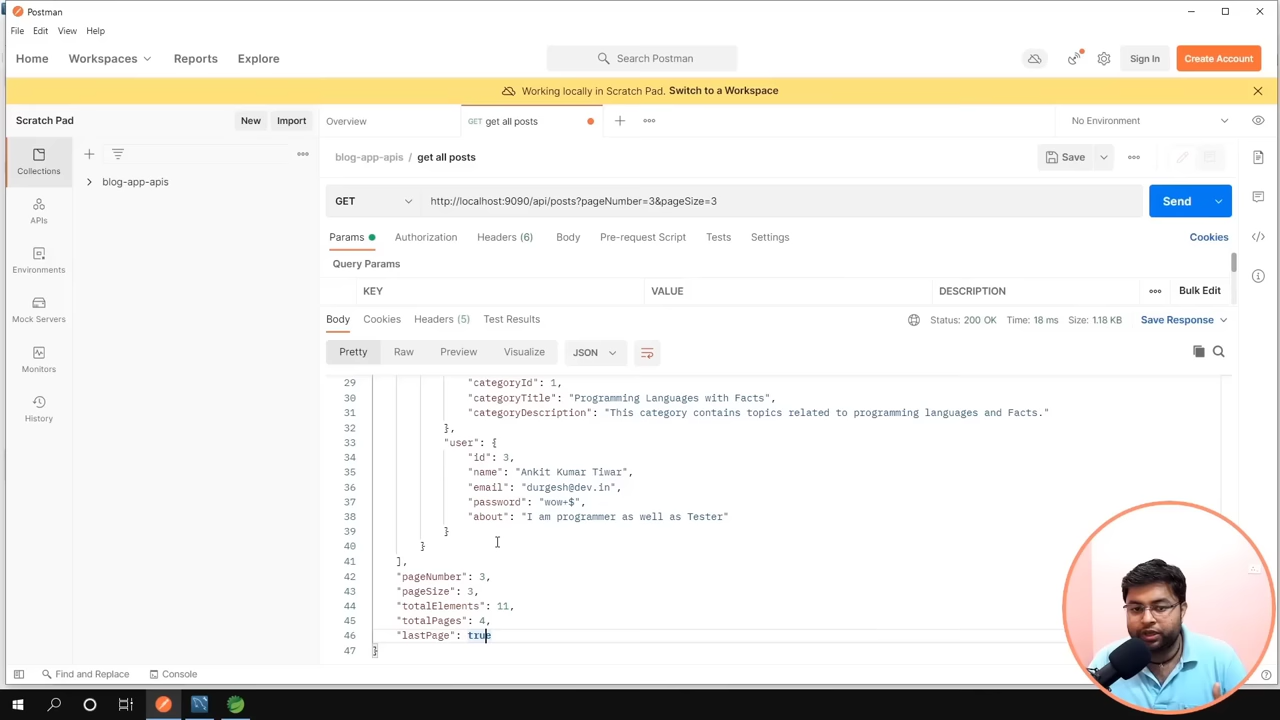 Postman
File Edit View Help
Home Workspaces Reports Explore Search Postman Sign In Create Account
Working locally in Scratch Pad. Switch to a Workspace
Scratch Pad New Import Overview GET get all posts No Environment
blog-app-apis / get all posts Save
Collections
blog-app-apis
GET http://localhost:9090/api/posts?pageNumber=3&pageSize=3 Send
APIs
Params Authorization Headers (6) Body Pre-request Script Tests Settings Cookies
Environments
Query Params
KEY VALUE DESCRIPTION Bulk Edit
Mock Servers
Body Cookies Headers (5) Test Results Status: 200 OK Time: 18 ms Size: 1.18 KB Save Response
Pretty Raw Preview Visualize JSON
Monitors
History
29 "categoryId": 1,
30 "categoryTitle": "Programming Languages with Facts",
31 "categoryDescription": "This category contains topics related to programming languages and Facts."
32 },
33 "user": {
34 "id": 3,
35 "name": "Ankit Kumar Tiwar",
36 "email": "durgesh@dev.in",
37 "password": "wow+$",
38 "about": "I am programmer as well as Tester"
39 }
40 }
41 ],
42 "pageNumber": 3,
43 "pageSize": 3,
44 "totalElements": 11,
45 "totalPages": 4,
46 "lastPage": true
47 }
Find and Replace Console